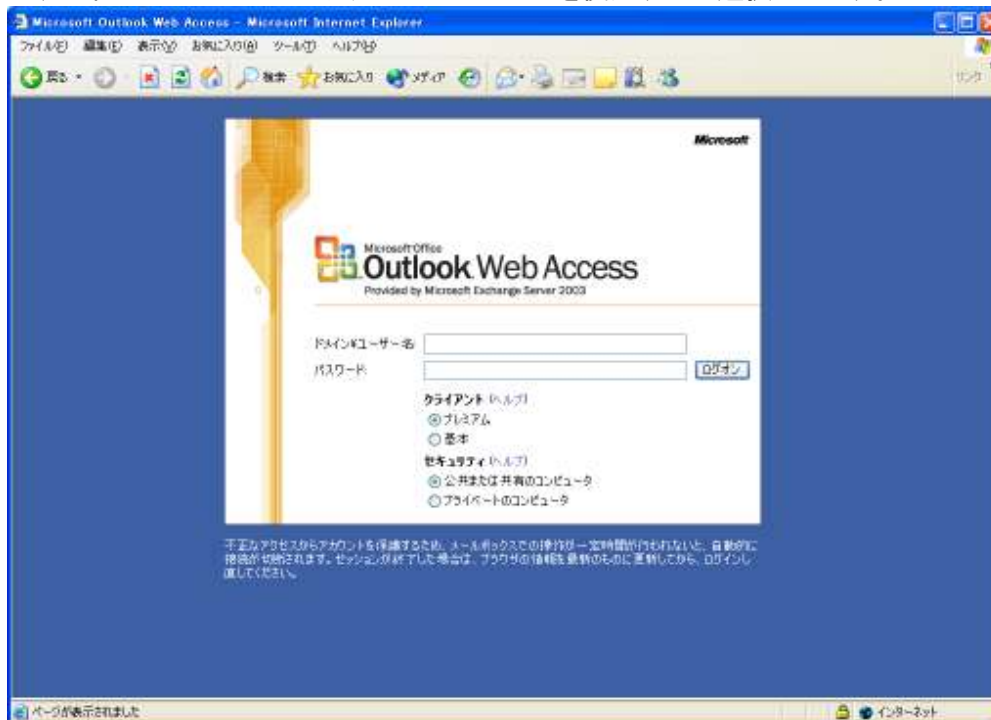 Microsoft Outlook Web Access - Microsoft Internet Explorer
ファイル(F) 編集(E) 表示(V) お気に入り(A) ツール(T) ヘルプ(H)
戻る 検索 お気に入り メディア リンク
Microsoft
Microsoft Office
Outlook Web Access
Provided by Microsoft Exchange Server 2003
ドメイン¥ユーザー名:
パスワード: ログオン
クライアント (ヘルプ)
プレミアム
基本
セキュリティ (ヘルプ)
公共または共有のコンピュータ
プライベートのコンピュータ
不正なアクセスからアカウントを保護するため、メールボックスでの操作が一定時間行われないと、自動的に
接続が切断されます。セッションが終了した場合は、ブラウザの情報を最新のものに更新してから、ログインし
直してください。
ページが表示されました インターネット